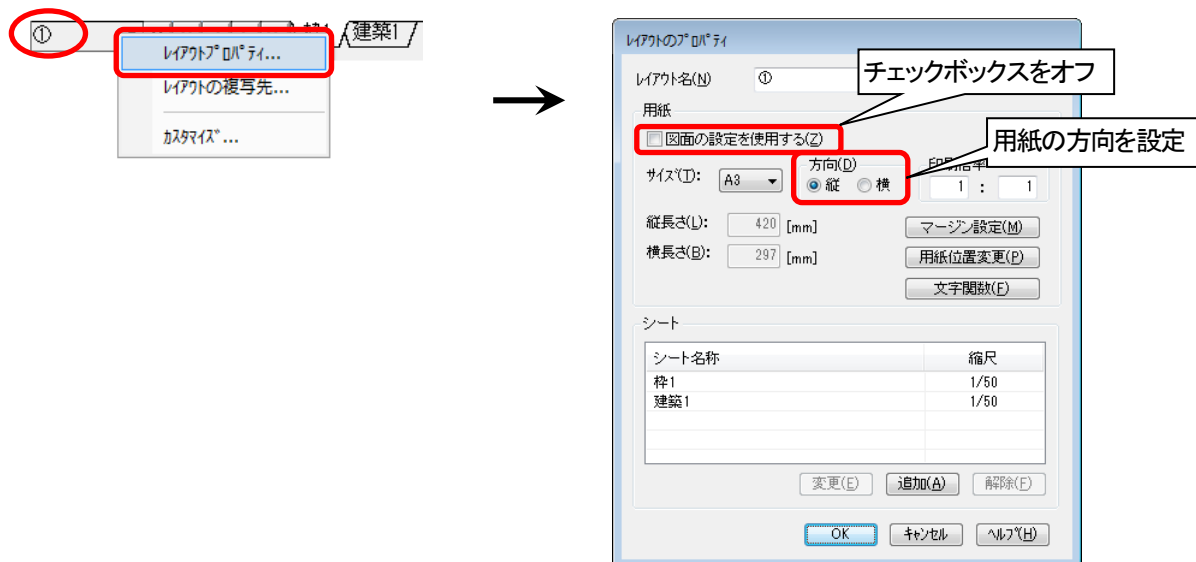 ①
建築1
ﾚｲｱｳﾄﾌﾟﾛﾊﾟﾃｨ...
ﾚｲｱｳﾄの複写先...
ｶｽﾀﾏｲｽﾞ...
ﾚｲｱｳﾄのﾌﾟﾛﾊﾟﾃｨ
ﾚｲｱｳﾄ名(N) ①
チェックボックスをオフ
用紙
図面の設定を使用する(Z)
用紙の方向を設定
ｻｲｽﾞ(T): A3
方向(D)
縦 横
1 : 1
縦長さ(L): 420 [mm]
マージン設定(M)
横長さ(B): 297 [mm]
用紙位置変更(P)
文字関数(F)
シート
シート名称 縮尺
枠1 1/50
建築1 1/50
変更(E) 追加(A) 解除(F)
OK ｷｬﾝｾﾙ ﾍﾙﾌﾟ(H)